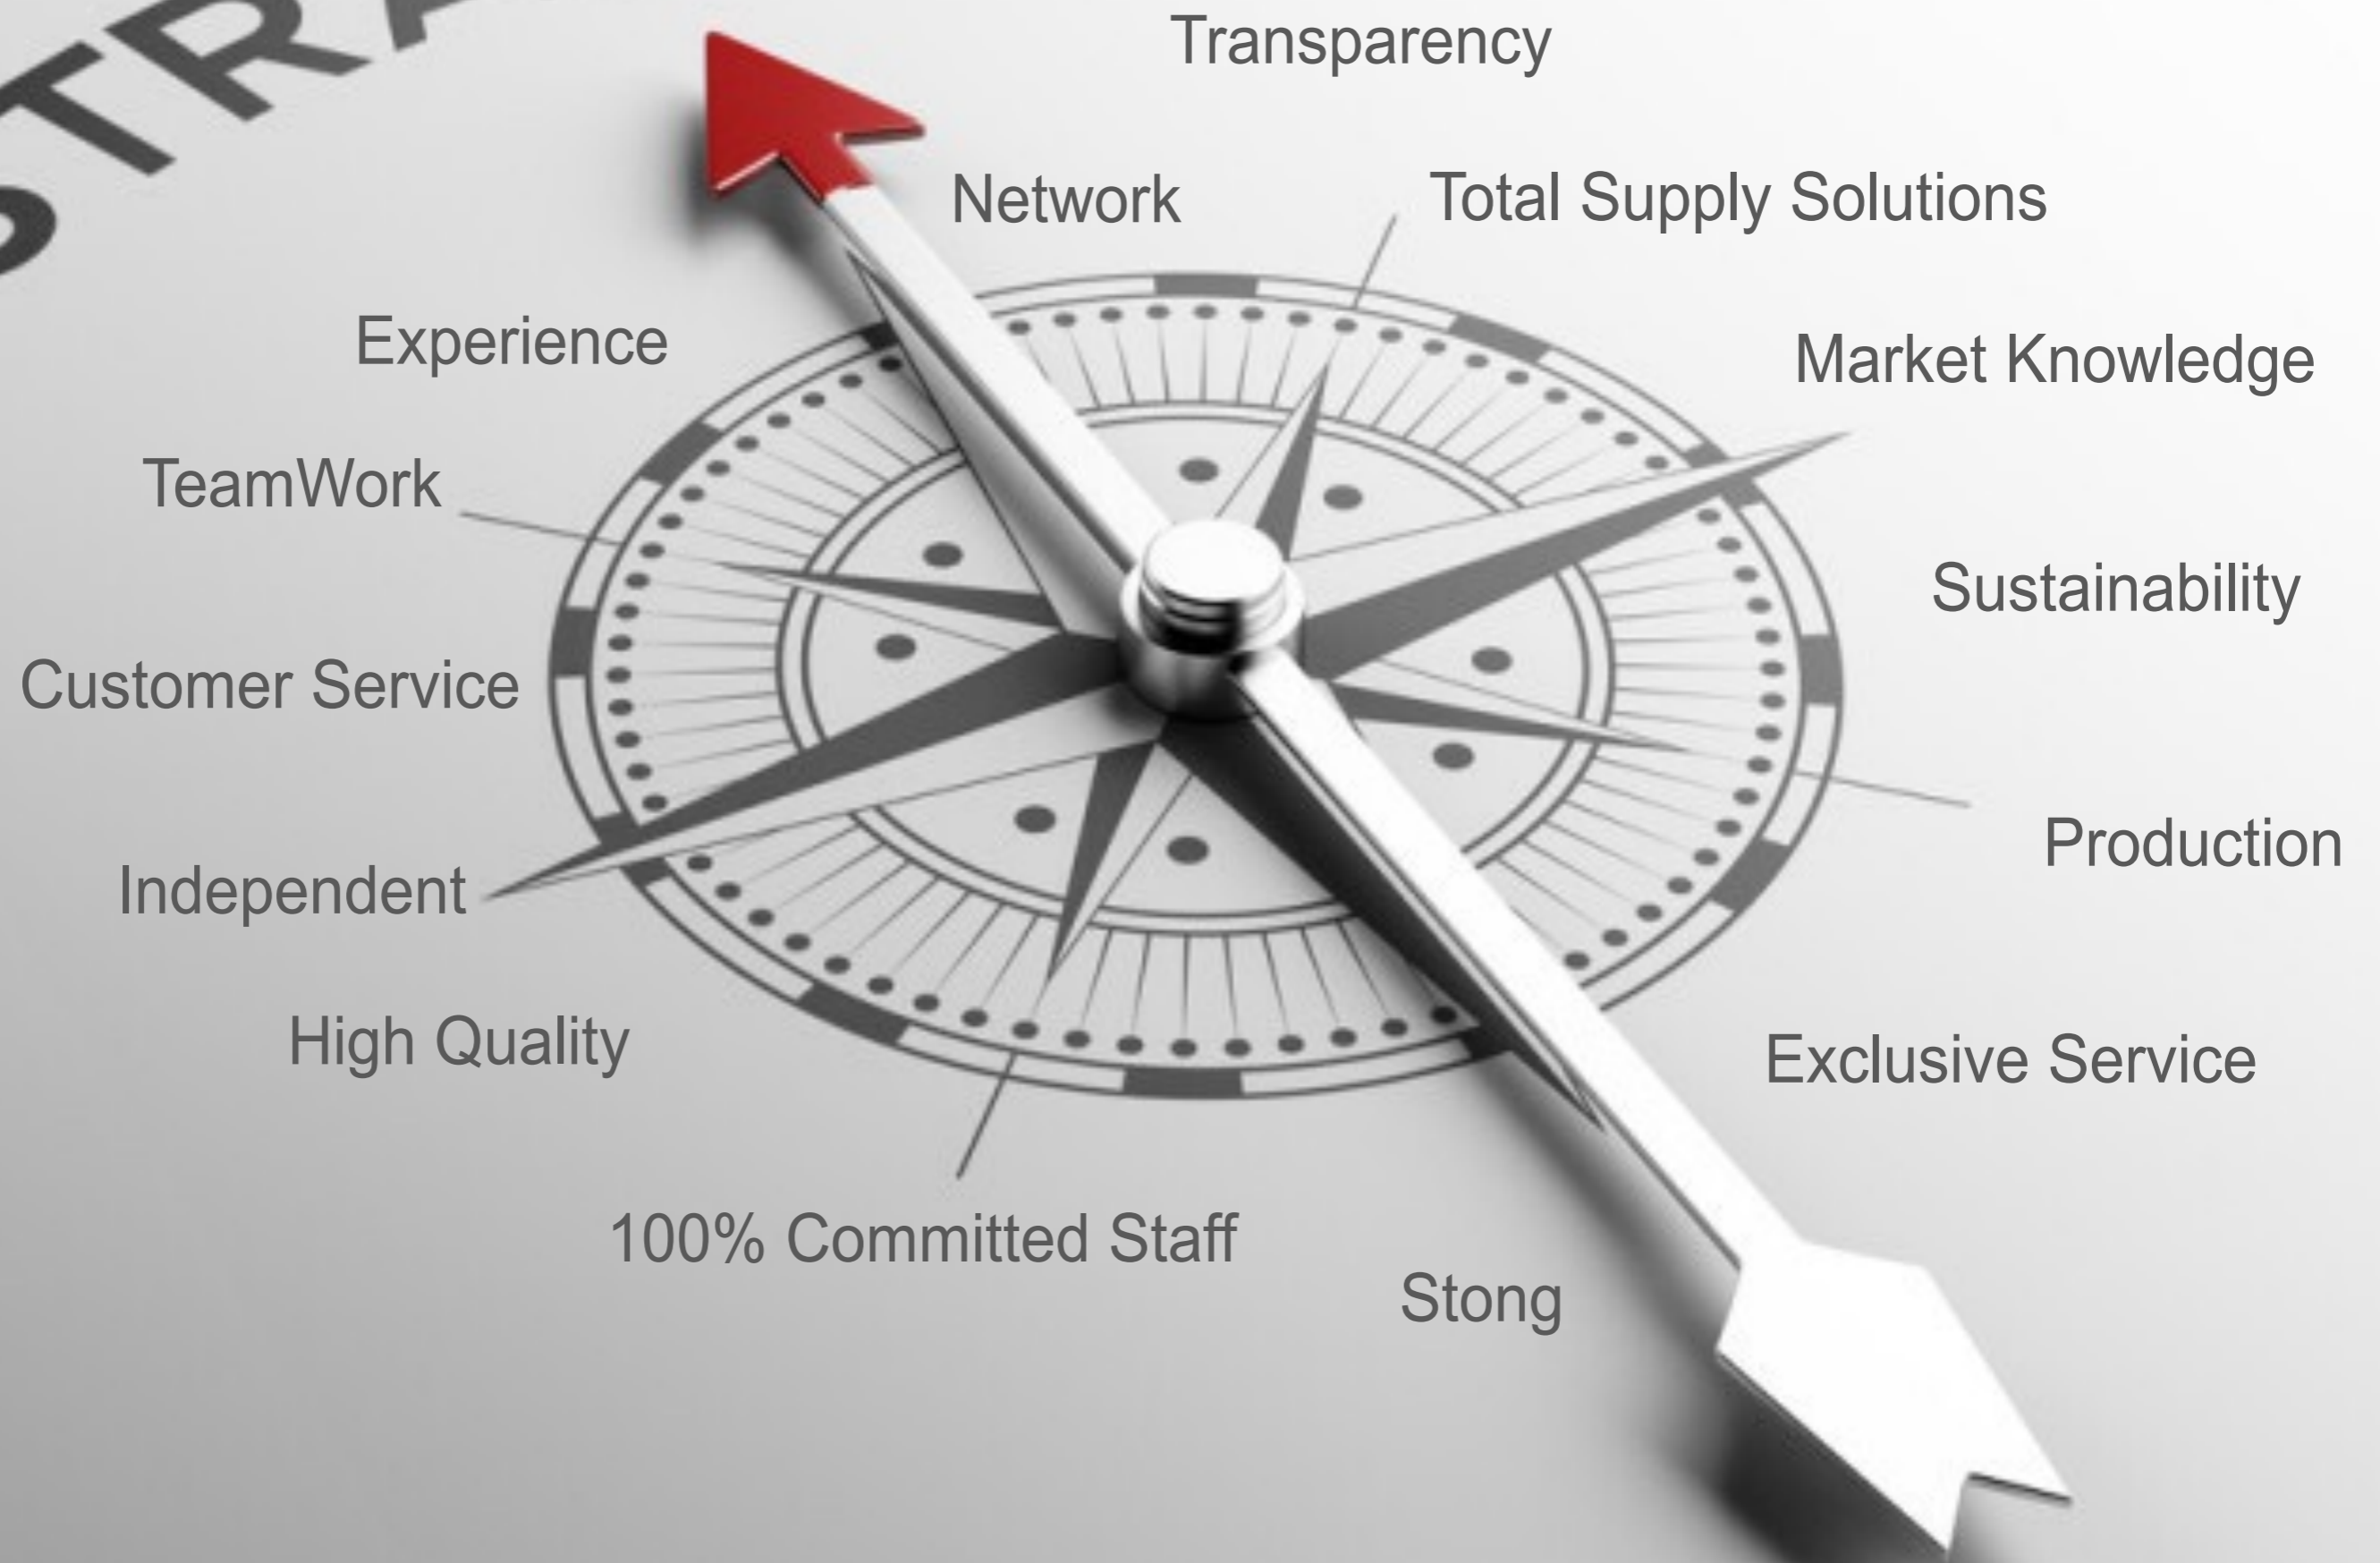 STRA
Transparency
Network
Total Supply Solutions
Experience
Market Knowledge
TeamWork
Sustainability
Customer Service
Production
Independent
High Quality
Exclusive Service
100% Committed Staff
Stong